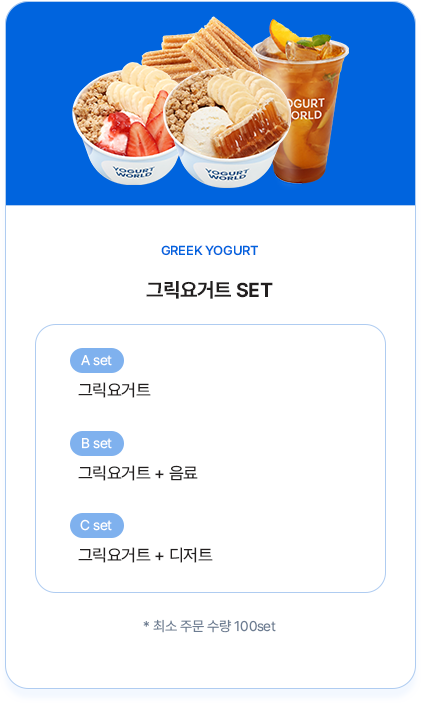 YOGURT
WORLD
YOGURT
WORLD
OGURT
ORLD
GREEK YOGURT
그릭요거트 SET
A set
그릭요거트
B set
그릭요거트 + 음료
C set
그릭요거트 + 디저트
* 최소 주문 수량 100set